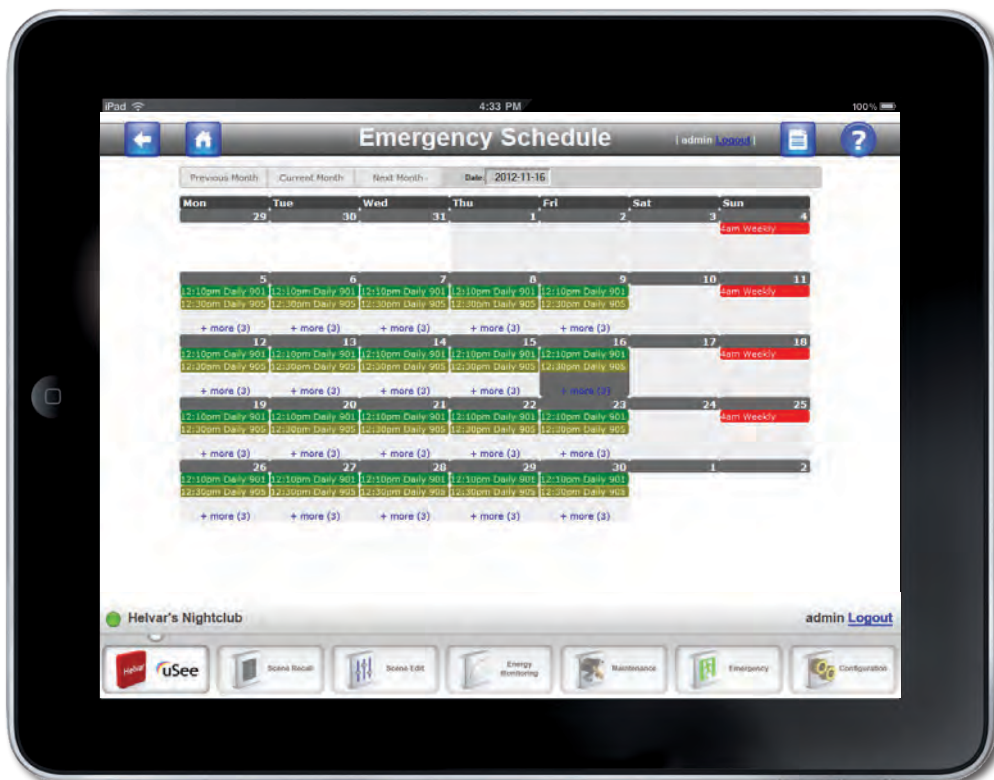 iPad 4:33 PM 100%
Emergency Schedule | admin Logout | ?
Previous Month Current Month Next Month Date: 2012-11-16
Mon Tue Wed Thu Fri Sat Sun
29 30 31 1 2 3 4
4am Weekly
5 6 7 8 9 10 11
12:10pm Daily 901 12:10pm Daily 901 12:10pm Daily 901 12:10pm Daily 901 12:10pm Daily 901 4am Weekly
12:30pm Daily 905 12:30pm Daily 905 12:30pm Daily 905 12:30pm Daily 905 12:30pm Daily 905
+ more (3) + more (3) + more (3) + more (3) + more (3)
12 13 14 15 16 17 18
12:10pm Daily 901 12:10pm Daily 901 12:10pm Daily 901 12:10pm Daily 901 12:10pm Daily 901 4am Weekly
12:30pm Daily 905 12:30pm Daily 905 12:30pm Daily 905 12:30pm Daily 905 12:30pm Daily 905
+ more (3) + more (3) + more (3) + more (3) + more (3)
19 20 21 22 23 24 25
12:10pm Daily 901 12:10pm Daily 901 12:10pm Daily 901 12:10pm Daily 901 12:10pm Daily 901 4am Weekly
12:30pm Daily 905 12:30pm Daily 905 12:30pm Daily 905 12:30pm Daily 905 12:30pm Daily 905
+ more (3) + more (3) + more (3) + more (3) + more (3)
26 27 28 29 30 1 2
12:10pm Daily 901 12:10pm Daily 901 12:10pm Daily 901 12:10pm Daily 901 12:10pm Daily 901
12:30pm Daily 905 12:30pm Daily 905 12:30pm Daily 905 12:30pm Daily 905 12:30pm Daily 905
+ more (3) + more (3) + more (3) + more (3) + more (3)
Helvar's Nightclub admin Logout
Helvar uSee Scene Recall Scene Edit Energy Monitoring Maintenance Emergency Configuration